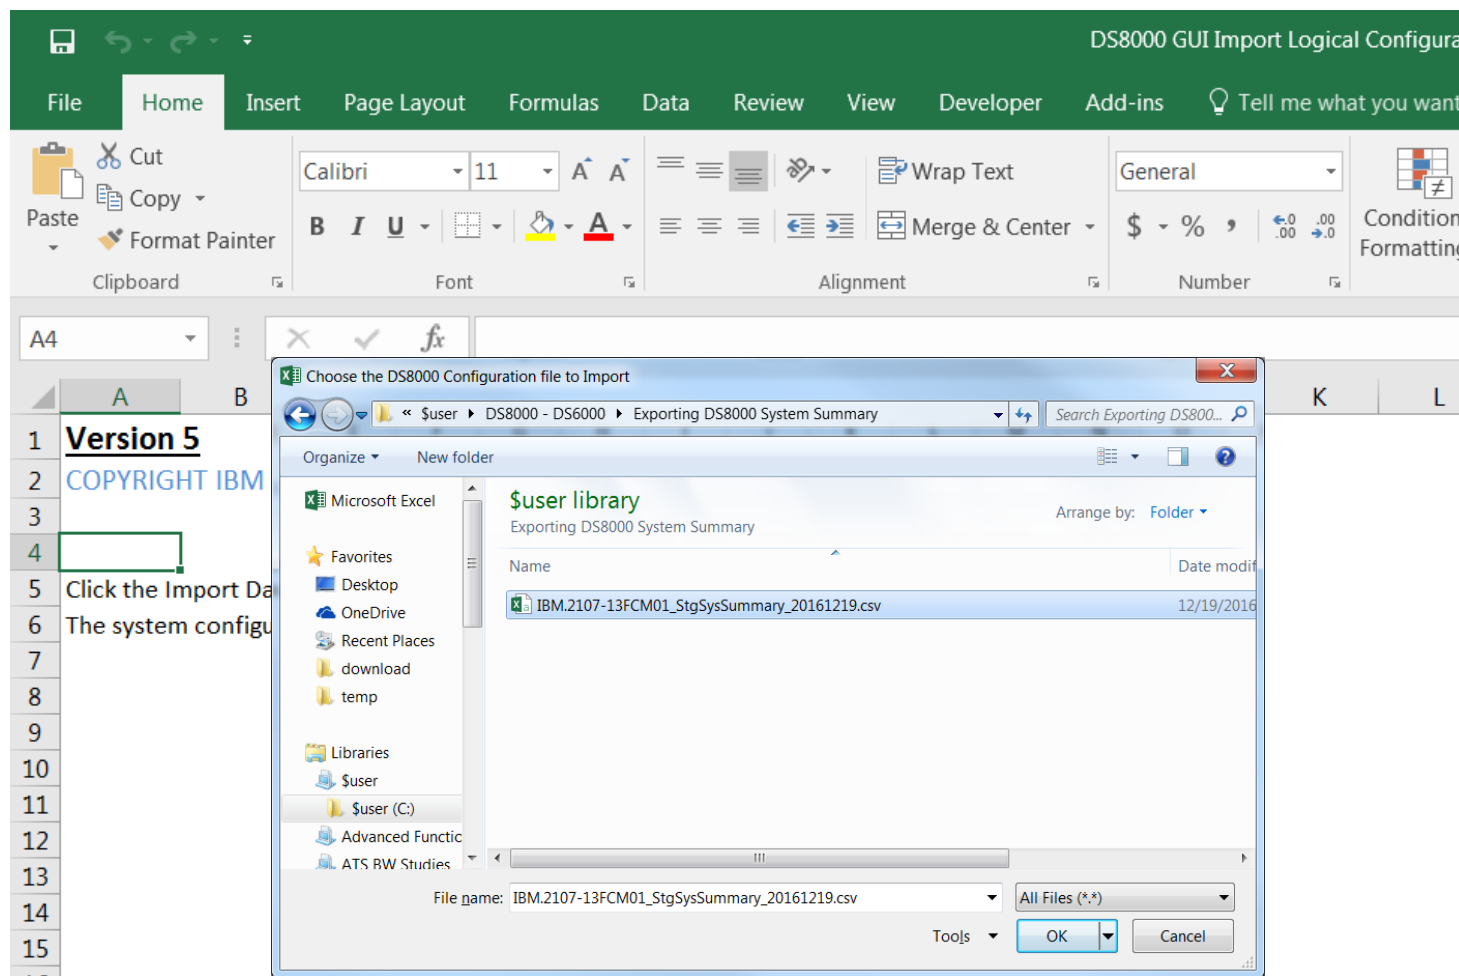 DS8000 GUI Import Logical Configura
File Home Insert Page Layout Formulas Data Review View Developer Add-ins Tell me what you want
Paste
Cut
Copy
Format Painter
Clipboard
Calibri 11 A A
B I U A
Font
Wrap Text
Merge & Center
Alignment
General
$ % , .0 .00 .00 .0
Number
Condition
Formatting
A4 fx
A B K L
1 Version 5
2 COPYRIGHT IBM
3
4
5 Click the Import Da
6 The system configu
7
8
9
10
11
12
13
14
15
Choose the DS8000 Configuration file to Import X
« $user DS8000 - DS6000 Exporting DS8000 System Summary Search Exporting DS800...
Organize New folder ?
Microsoft Excel
Favorites
Desktop
OneDrive
Recent Places
download
temp
Libraries
$user
$user (C:)
Advanced Functic
ATS BW Studies
$user library
Exporting DS8000 System Summary
Arrange by: Folder
Name Date modif
IBM.2107-13FCM01_StgSysSummary_20161219.csv 12/19/2016
File name: IBM.2107-13FCM01_StgSysSummary_20161219.csv All Files (*.*)
Tools OK Cancel